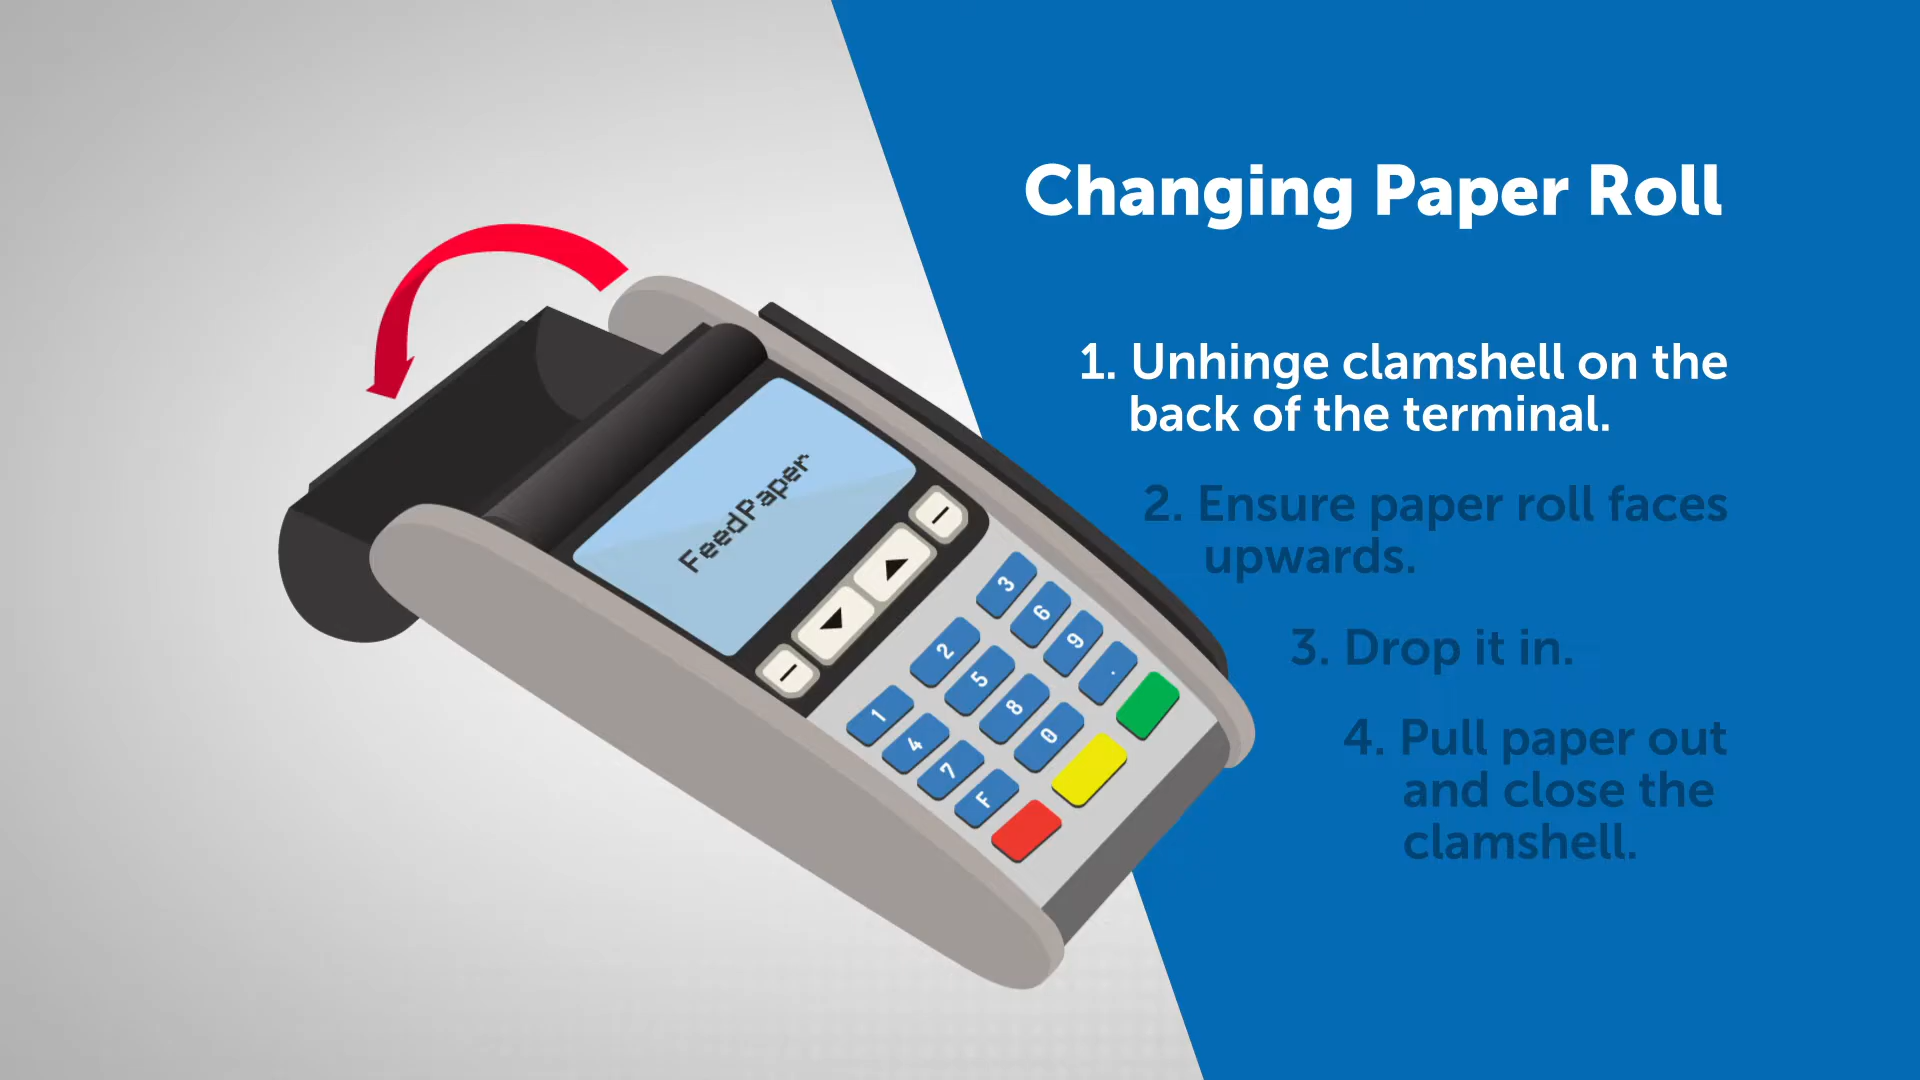 Changing Paper Roll
1. Unhinge clamshell on the
back of the terminal.
2. Ensure paper roll faces
upwards.
3. Drop it in.
4. Pull paper out
and close the
clamshell.
FeedPaper
1 2 3
4 5 6
7 8 9
F 0 .